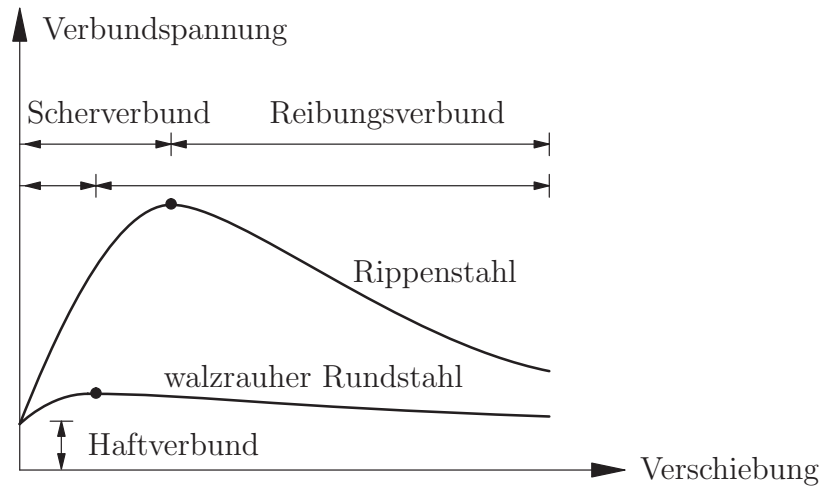 Verbundspannung
Scherverbund
Reibungsverbund
Rippenstahl
walzrauher Rundstahl
Haftverbund
Verschiebung